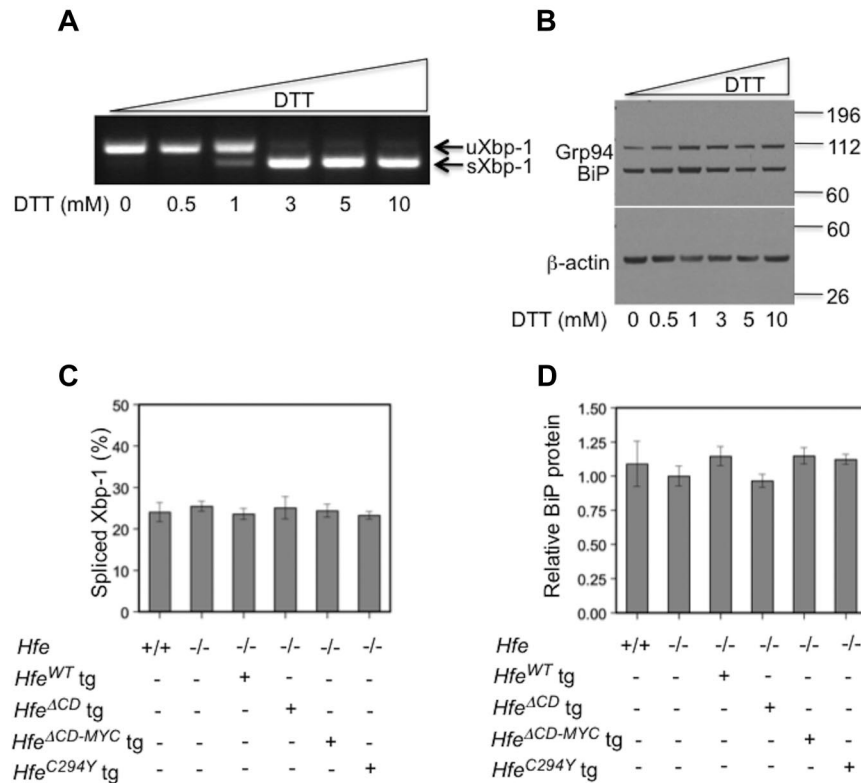 A
DTT
uXbp-1
sXbp-1
DTT (mM) 0 0.5 1 3 5 10
B
DTT
196
Grp94 112
BiP
60
60
β-actin
26
DTT (mM) 0 0.5 1 3 5 10
C
Spliced Xbp-1 (%)
50
40
30
20
10
0
Hfe +/+ -/- -/- -/- -/- -/-
Hfe^WT tg - - + - - -
Hfe^ΔCD tg - - - + - -
Hfe^ΔCD-MYC tg - - - - + -
Hfe^C294Y tg - - - - - +
D
Relative BiP protein
1.50
1.25
1.00
0.75
0.50
0.25
0.00
Hfe +/+ -/- -/- -/- -/- -/-
Hfe^WT tg - - + - - -
Hfe^ΔCD tg - - - + - -
Hfe^ΔCD-MYC tg - - - - + -
Hfe^C294Y tg - - - - - +